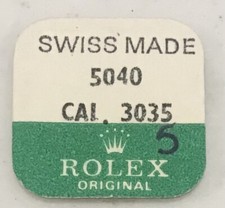 SWISS MADE
5040
CAL. 3035
5
ROLEX
ORIGINAL